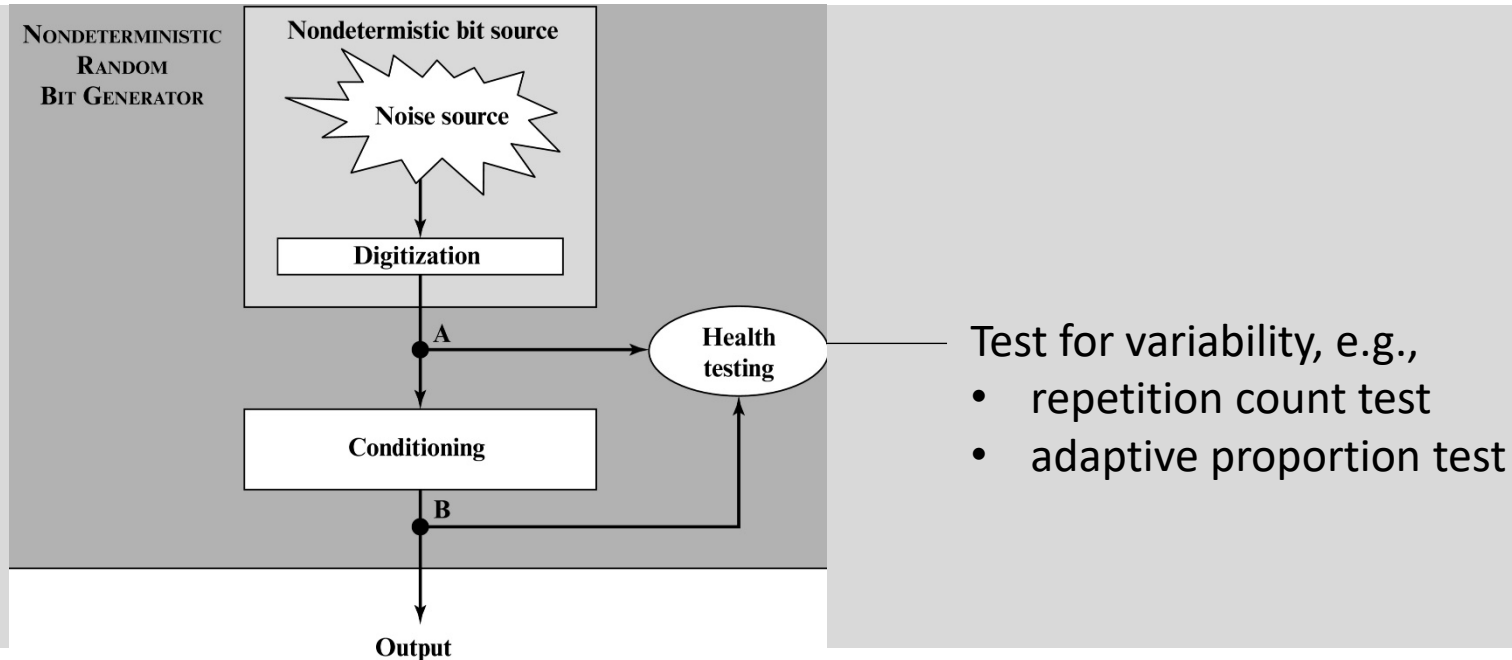 NONDETERMINISTIC
RANDOM
BIT GENERATOR
Nondetermistic bit source
Noise source
Digitization
A
Health
testing
Conditioning
B
Output
Test for variability, e.g.,
• repetition count test
• adaptive proportion test